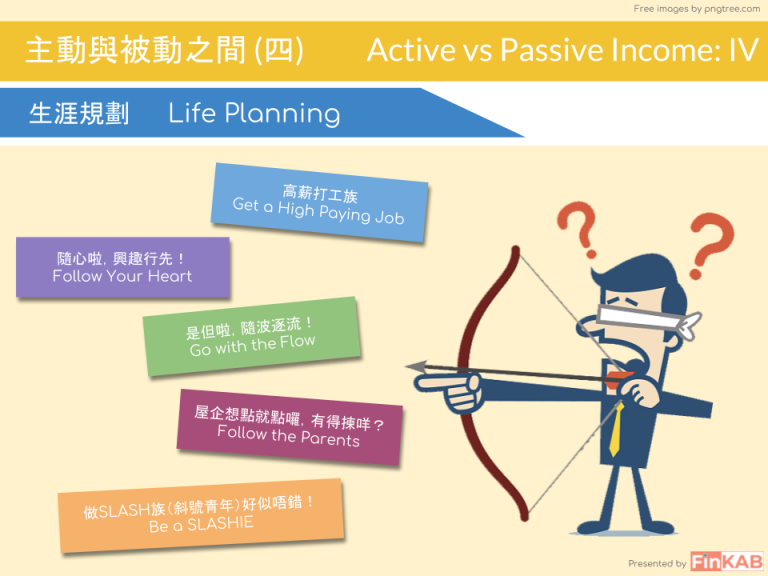 Free images by pngtree.com
主動與被動之間 (四) Active vs Passive Income: IV
生涯規劃 Life Planning
高薪打工族
Get a High Paying Job
隨心啦, 興趣行先！
Follow Your Heart
是但啦, 隨波逐流！
Go with the Flow
屋企想點就點囉, 有得揀咩？
Follow the Parents
做SLASH族(斜號青年)好似唔錯！
Be a SLASHIE
Presented by FinKAB